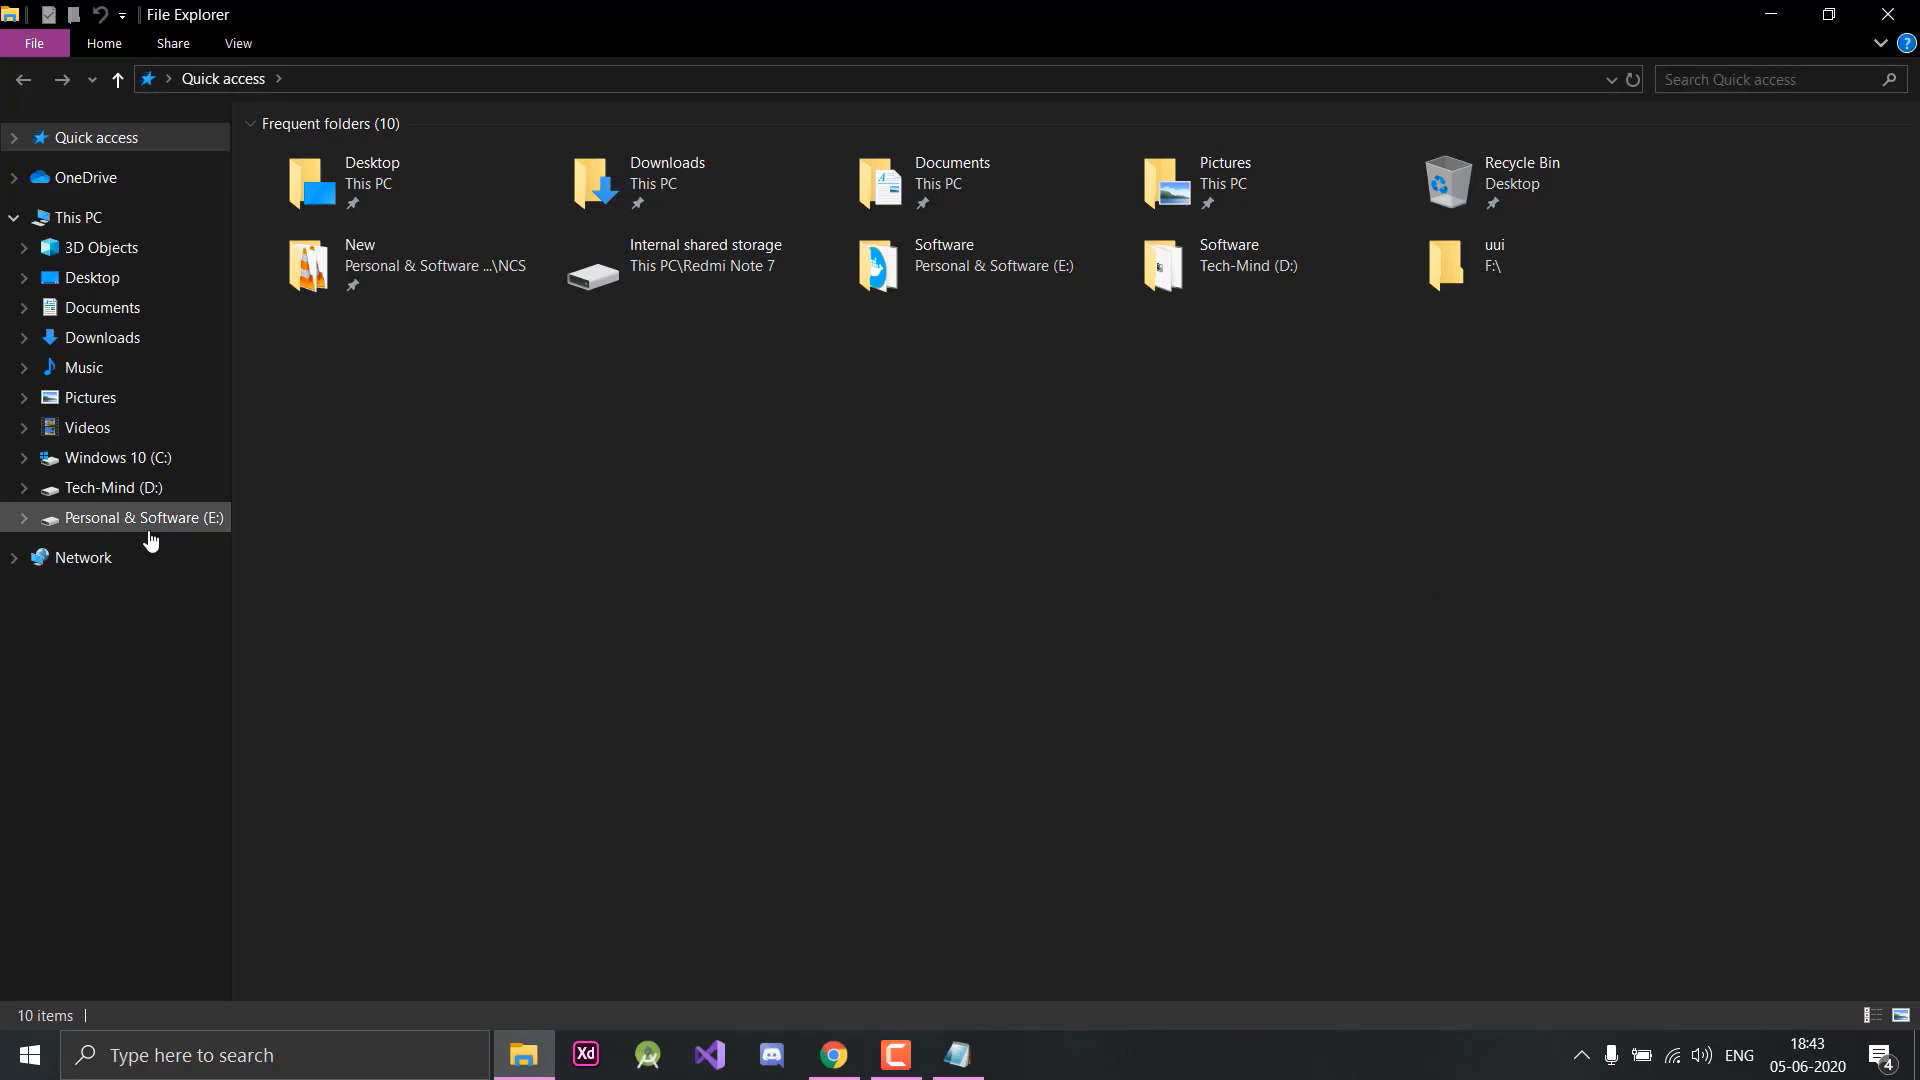 File Explorer
File Home Share View
Quick access
Search Quick access
Quick access
OneDrive
This PC
3D Objects
Desktop
Documents
Downloads
Music
Pictures
Videos
Windows 10 (C:)
Tech-Mind (D:)
Personal & Software (E:)
Network
Frequent folders (10)
Desktop
This PC
Downloads
This PC
Documents
This PC
Pictures
This PC
Recycle Bin
Desktop
New
Personal & Software ...\NCS
Internal shared storage
This PC\Redmi Note 7
Software
Personal & Software (E:)
Software
Tech-Mind (D:)
uui
F:\
10 items
Type here to search
Xd
ENG
18:43
05-06-2020
4